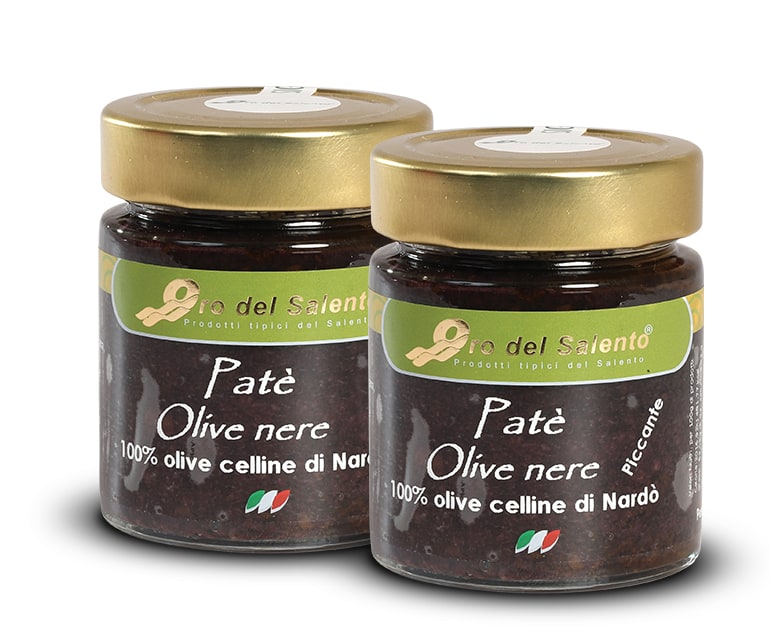 Oro del Salento
Prodotti tipici del Salento
Patè
Olive nere
100% olive celline di Nard
Oro del Salento®
Prodotti tipici del Salento
Patè
Olive nere
Piccante
100% olive celline di Nardò